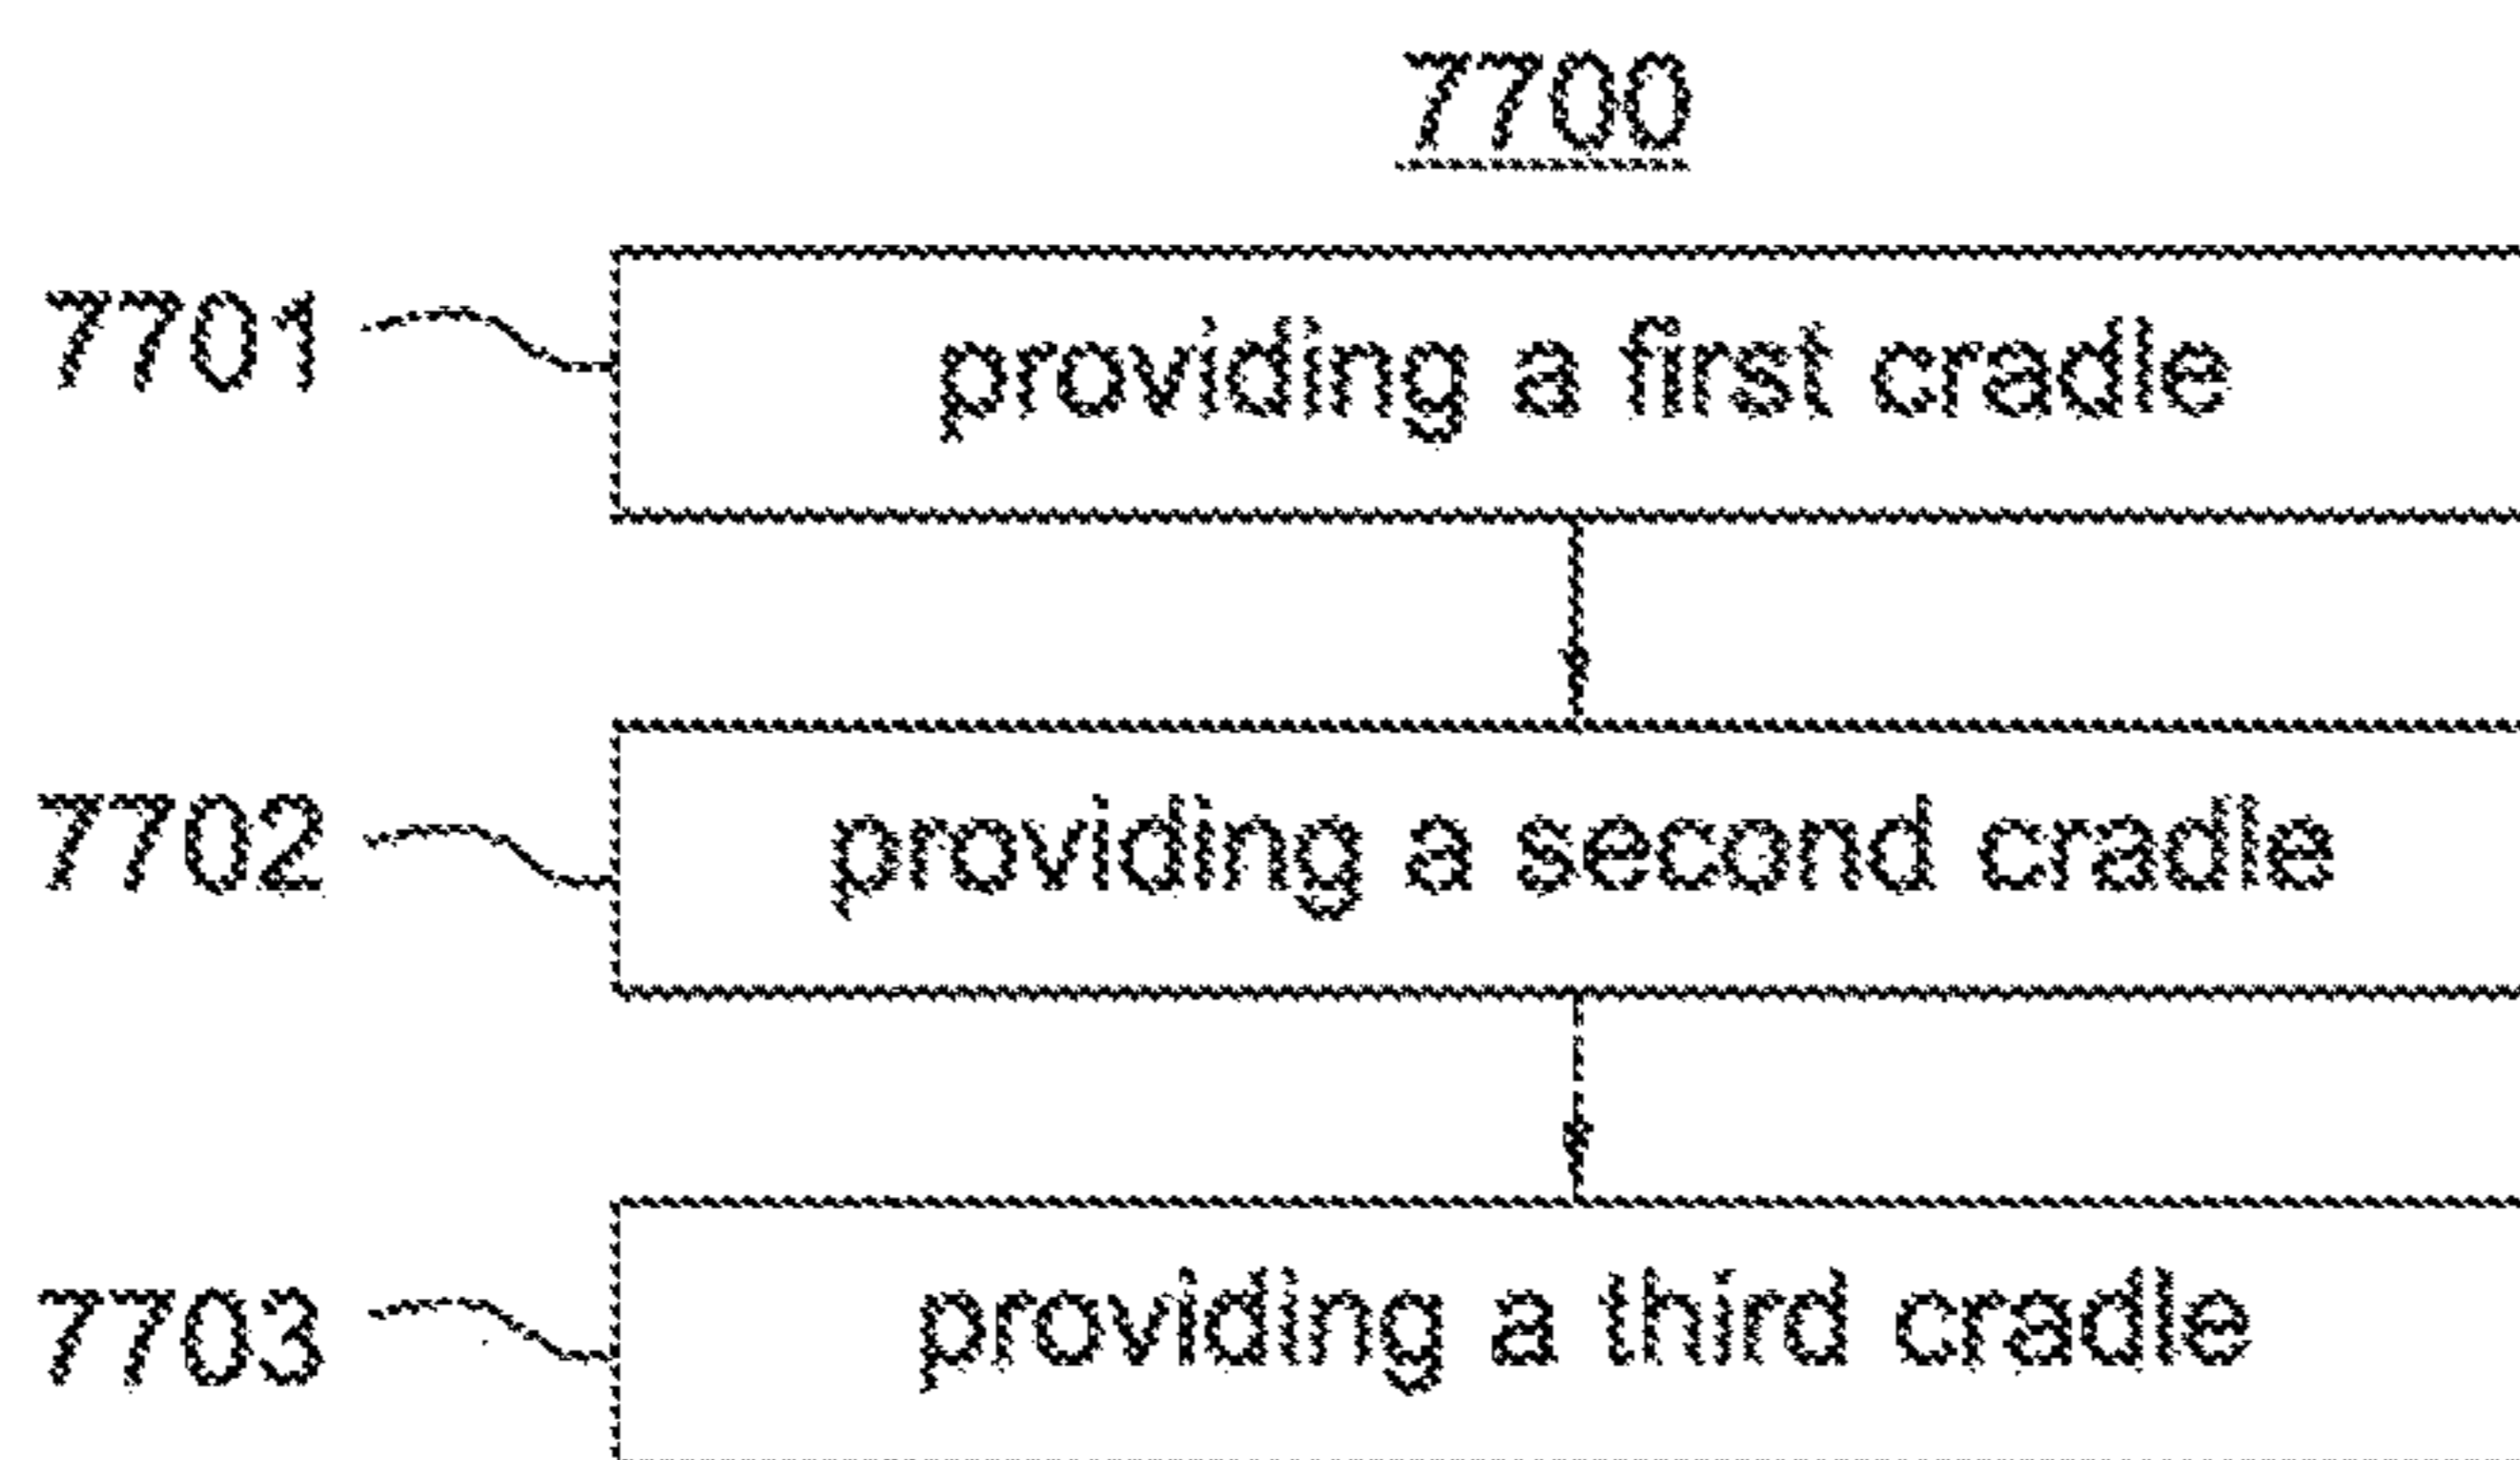 7700
7701 providing a first cradle
7702 providing a second cradle
7703 providing a third cradle